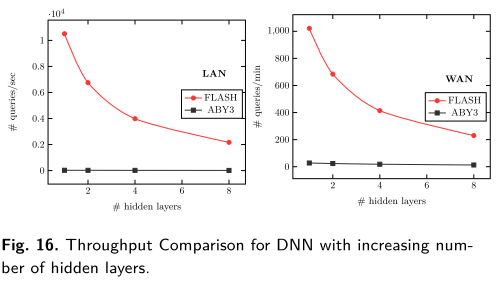 ·10⁴
1
0.8
0.6
0.4
0.2
0
2 4 6 8
# hidden layers
# queries/sec
LAN
FLASH
ABY3
1,000
800
600
400
200
0
2 4 6 8
# hidden layers
# queries/min
WAN
FLASH
ABY3
Fig. 16. Throughput Comparison for DNN with increasing num-
ber of hidden layers.